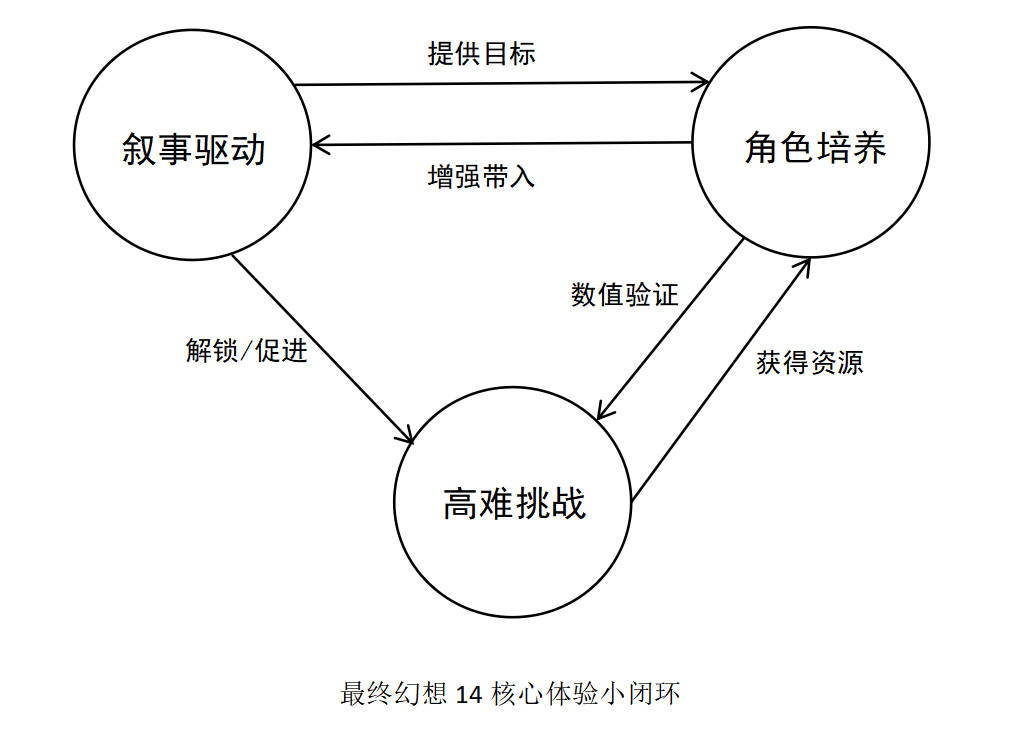 提供目标
叙事驱动
角色培养
增强带入
数值验证
解锁/促进
获得资源
高难挑战
最终幻想 14 核心体验小闭环